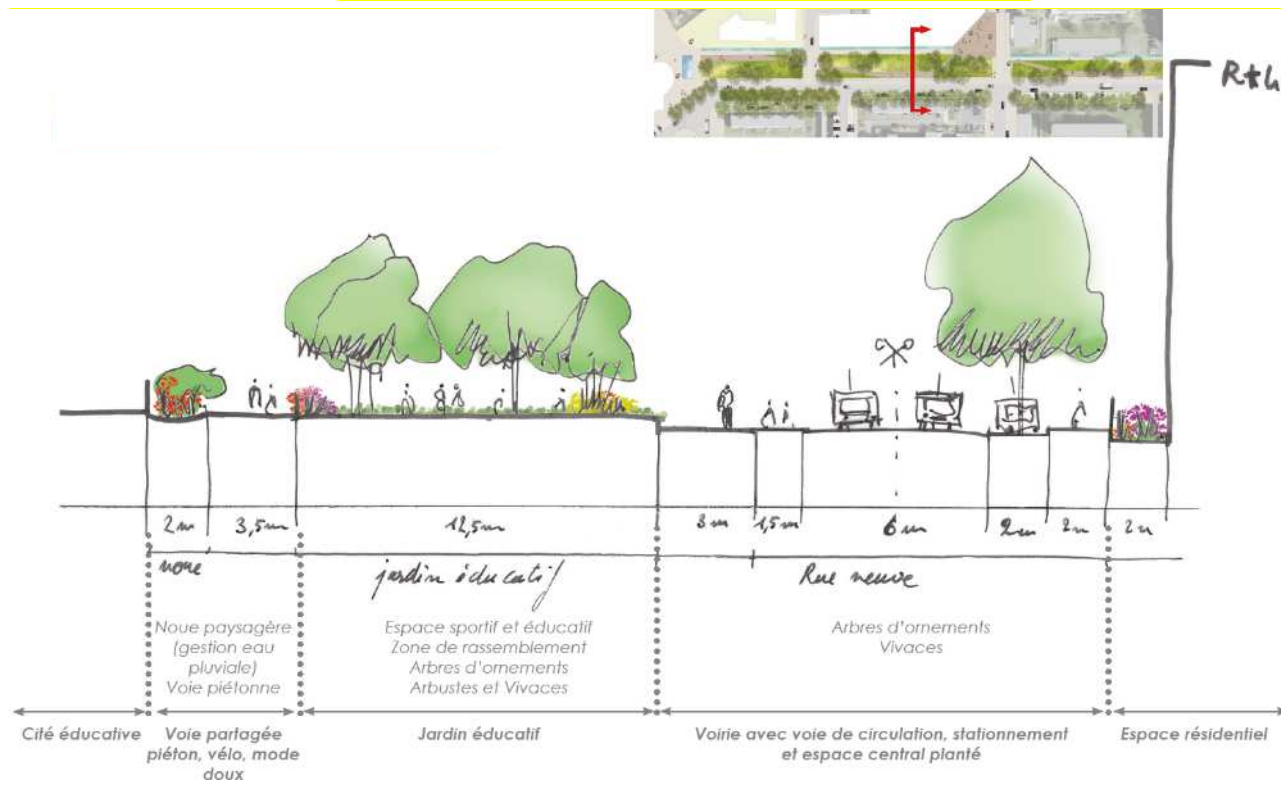 R+4
2m 3,5m 12,5m 3m 1,5m 6m 2m 2m 2m
noue jardin éducatif Rue neuve
Noue paysagère
(gestion eau
pluviale)
Voie piétonne
Espace sportif et éducatif
Zone de rassemblement
Arbres d'ornements
Arbustes et Vivaces
Arbres d'ornements
Vivaces
Cité éducative
Voie partagée
piéton, vélo, mode
doux
Jardin éducatif
Voirie avec voie de circulation, stationnement
et espace central planté
Espace résidentiel